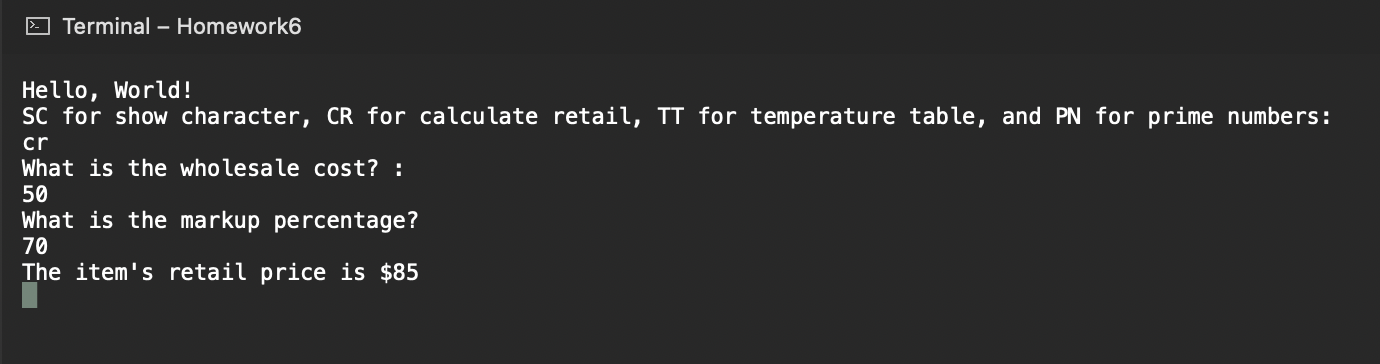 Terminal – Homework6
Hello, World!
SC for show character, CR for calculate retail, TT for temperature table, and PN for prime numbers:
cr
What is the wholesale cost? :
50
What is the markup percentage?
70
The item's retail price is $85